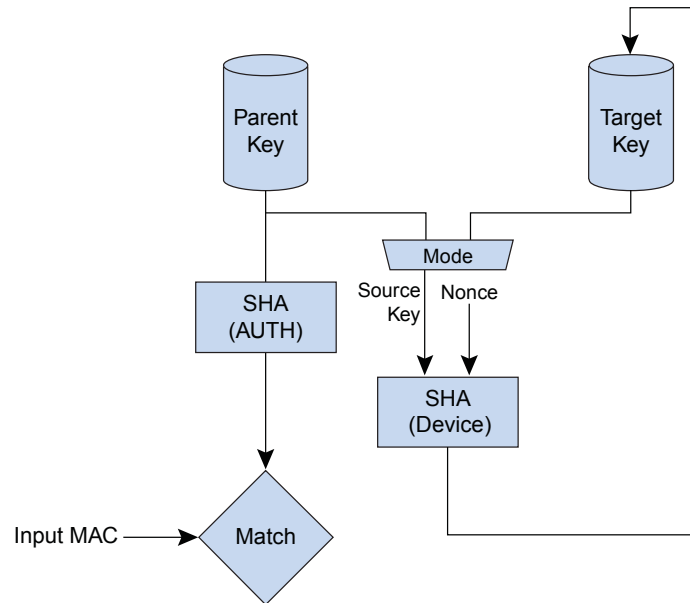 Parent
Key
Target
Key
Mode
Source
Key
Nonce
SHA
(AUTH)
SHA
(Device)
Input MAC
Match